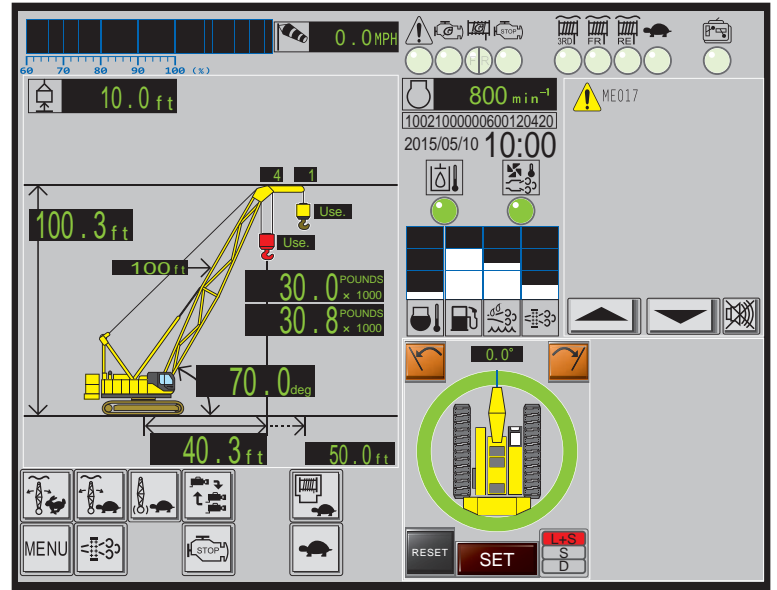 0.0 MPH
60 70 80 90 100 (%)
3RD FR RE
STOP
F R
10.0 ft
800 min⁻¹
ME017
10021000000600120420
2015/05/10 10:00
4 1
Use.
100.3 ft
Use.
100 ft
30.0 POUNDS × 1000
30.8 POUNDS × 1000
0.0°
70.0 deg
40.3 ft
50.0 ft
MENU
STOP
RESET
SET
L+S
S
D